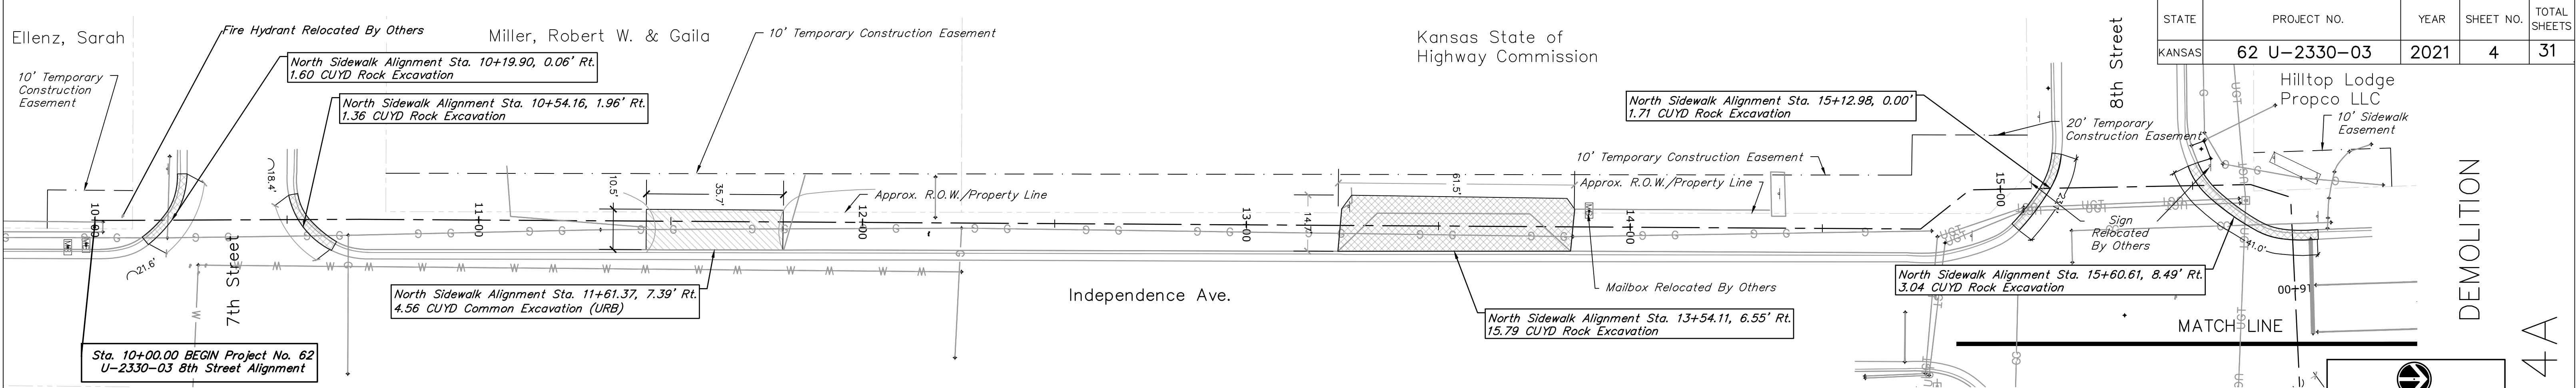 STATE PROJECT NO. YEAR SHEET NO. TOTAL SHEETS
KANSAS 62 U-2330-03 2021 4 31
Ellenz, Sarah
Fire Hydrant Relocated By Others
Miller, Robert W. & Gaila
10' Temporary Construction Easement
Kansas State of
Highway Commission
8th Street
Hilltop Lodge
Propco LLC
10' Temporary
Construction
Easement
North Sidewalk Alignment Sta. 10+19.90, 0.06' Rt.
1.60 CUYD Rock Excavation
North Sidewalk Alignment Sta. 10+54.16, 1.96' Rt.
1.36 CUYD Rock Excavation
North Sidewalk Alignment Sta. 15+12.98, 0.00'
1.71 CUYD Rock Excavation
20' Temporary
Construction Easement
10' Sidewalk
Easement
10' Temporary Construction Easement
Approx. R.O.W./Property Line
Approx. R.O.W./Property Line
18.4'
10.5'
35.7'
14.7'
61.5'
21.6'
41.0'
10+00
11+00
12+00
13+00
14+00
15+00
16+00
7th Street
Sign
Relocated
By Others
Mailbox Relocated By Others
North Sidewalk Alignment Sta. 11+61.37, 7.39' Rt.
4.56 CUYD Common Excavation (URB)
Independence Ave.
North Sidewalk Alignment Sta. 13+54.11, 6.55' Rt.
15.79 CUYD Rock Excavation
North Sidewalk Alignment Sta. 15+60.61, 8.49' Rt.
3.04 CUYD Rock Excavation
MATCH LINE
Sta. 10+00.00 BEGIN Project No. 62
U-2330-03 8th Street Alignment
DEMOLITION
4A